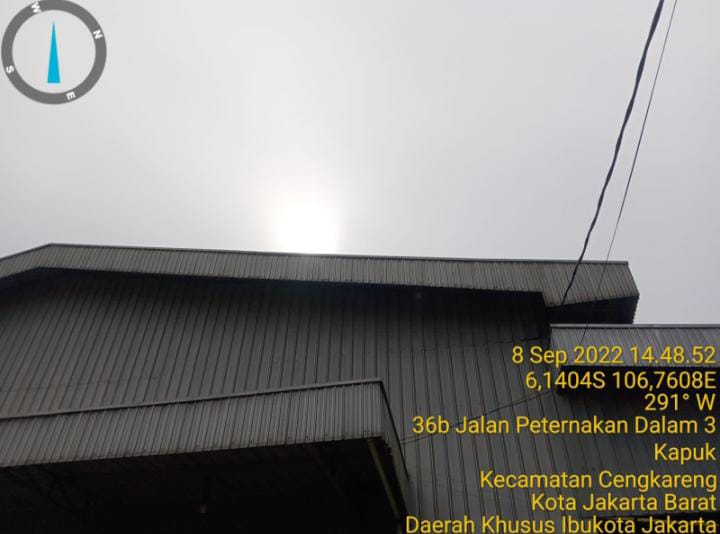 W
N
S
E
8 Sep 2022 14.48.52
6,1404S 106,7608E
291° W
36b Jalan Peternakan Dalam 3
Kapuk
Kecamatan Cengkareng
Kota Jakarta Barat
Daerah Khusus Ibukota Jakarta